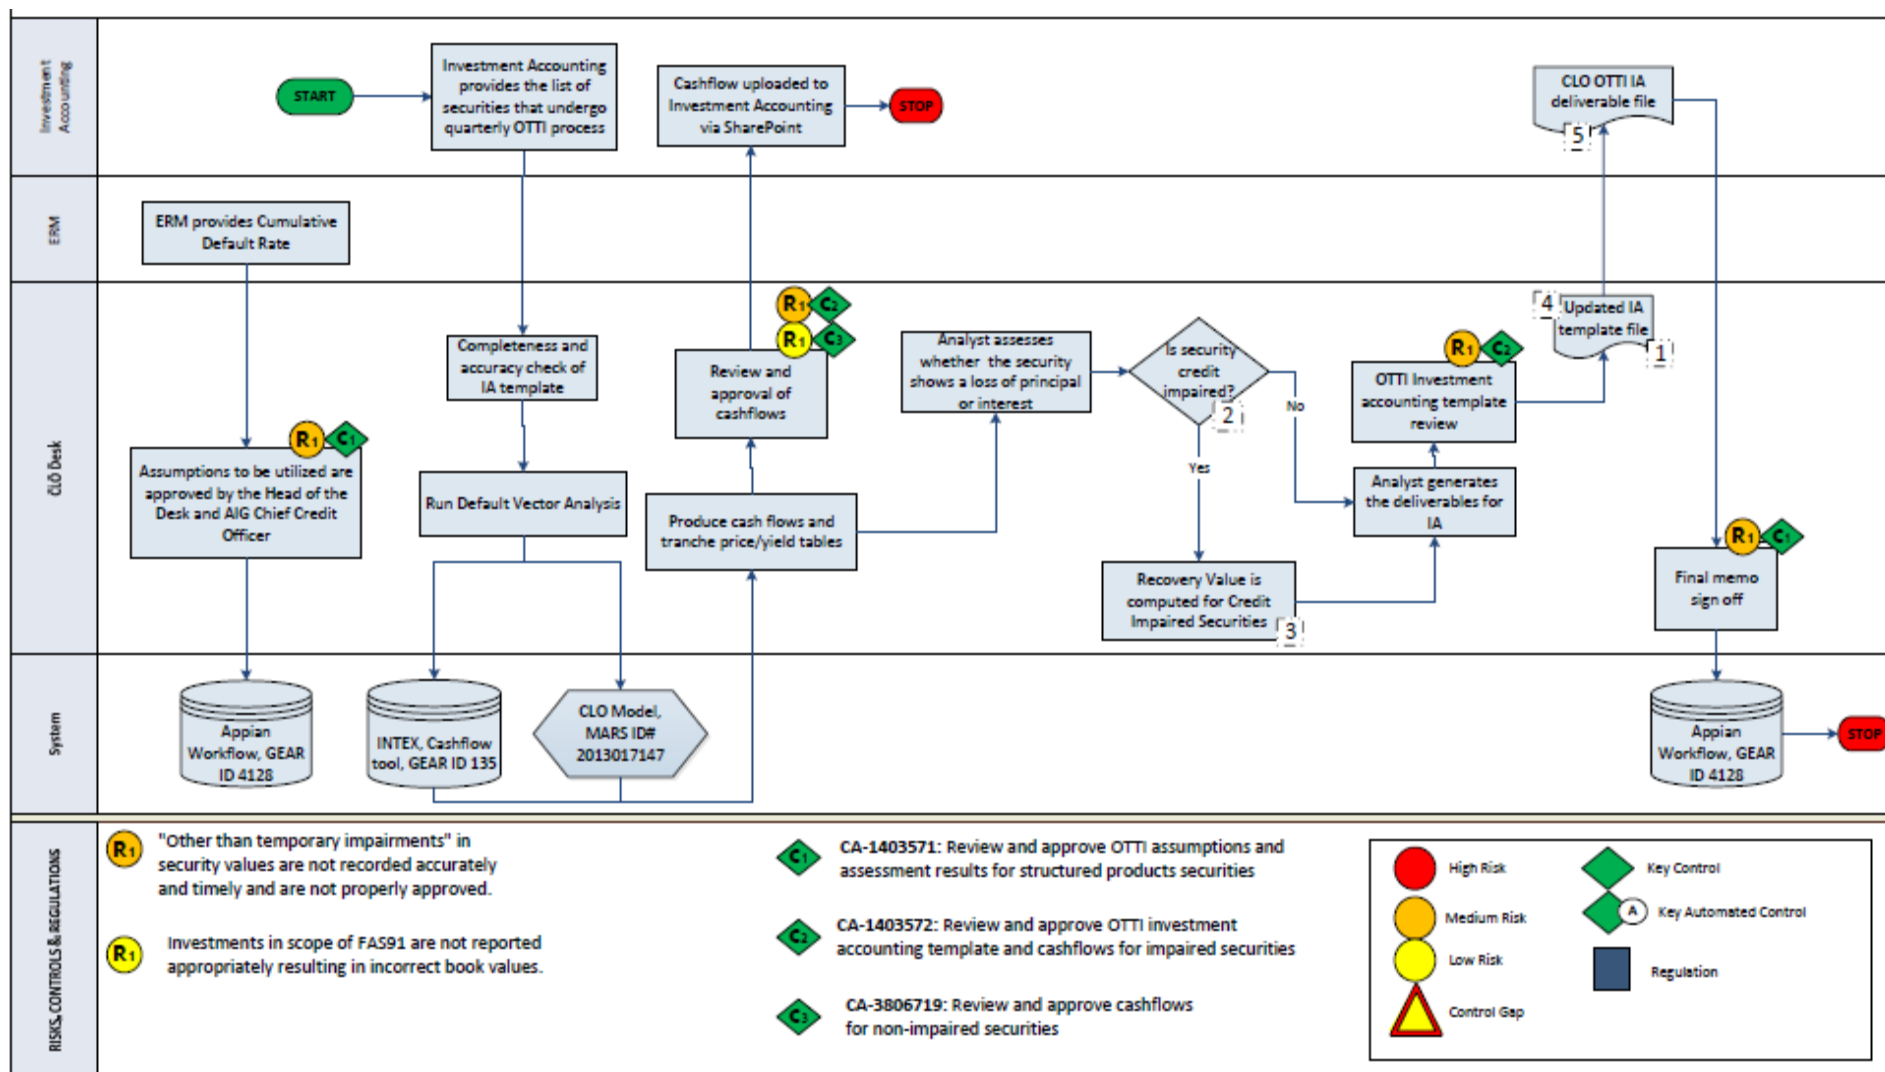 Investment
Accounting
START
Investment Accounting
provides the list of
securities that undergo
quarterly OTTI process
Cashflow uploaded to
Investment Accounting
via SharePoint
STOP
CLO OTTI IA
deliverable file
5
ERM
ERM provides Cumulative
Default Rate
CLO Desk
R1
C1
Assumptions to be utilized are
approved by the Head of the
Desk and AIG Chief Credit
Officer
Completeness and
accuracy check of
IA template
Run Default Vector Analysis
R1
C2
R1
C3
Review and
approval of
cashflows
Produce cash flows and
tranche price/yield tables
Analyst assesses
whether the security
shows a loss of principal
or interest
Is security
credit
impaired?
2
No
Yes
Recovery Value is
computed for Credit
Impaired Securities
3
R1
C2
OTTI Investment
accounting template
review
Analyst generates
the deliverables for
IA
4
Updated IA
template file
1
R1
C1
Final memo
sign off
System
Appian
Workflow, GEAR
ID 4128
INTEX, Cashflow
tool, GEAR ID 135
CLO Model,
MARS ID#
2013017147
Appian
Workflow, GEAR
ID 4128
STOP
RISKS, CONTROLS & REGULATIONS
R1
"Other than temporary impairments" in
security values are not recorded accurately
and timely and are not properly approved.
R1
Investments in scope of FAS91 are not reported
appropriately resulting in incorrect book values.
C1
CA-1403571: Review and approve OTTI assumptions and
assessment results for structured products securities
C2
CA-1403572: Review and approve OTTI investment
accounting template and cashflows for impaired securities
C3
CA-3806719: Review and approve cashflows
for non-impaired securities
High Risk
Medium Risk
Low Risk
Control Gap
Key Control
A
Key Automated Control
Regulation